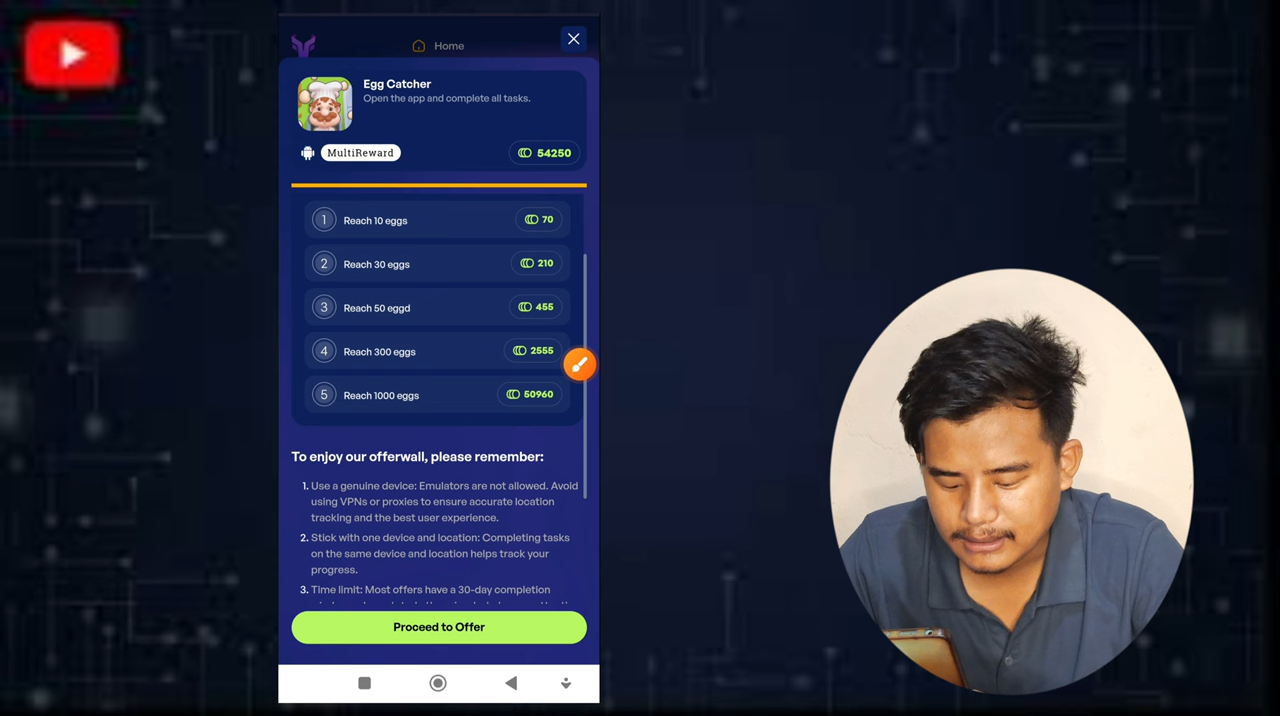 Home
Egg Catcher
Open the app and complete all tasks.
MultiReward
54250
1 Reach 10 eggs 70
2 Reach 30 eggs 210
3 Reach 50 eggd 455
4 Reach 300 eggs 2555
5 Reach 1000 eggs 50960
To enjoy our offerwall, please remember:
1. Use a genuine device: Emulators are not allowed. Avoid
using VPNs or proxies to ensure accurate location
tracking and the best user experience.
2. Stick with one device and location: Completing tasks
on the same device and location helps track your
progress.
3. Time limit: Most offers have a 30-day completion
Proceed to Offer